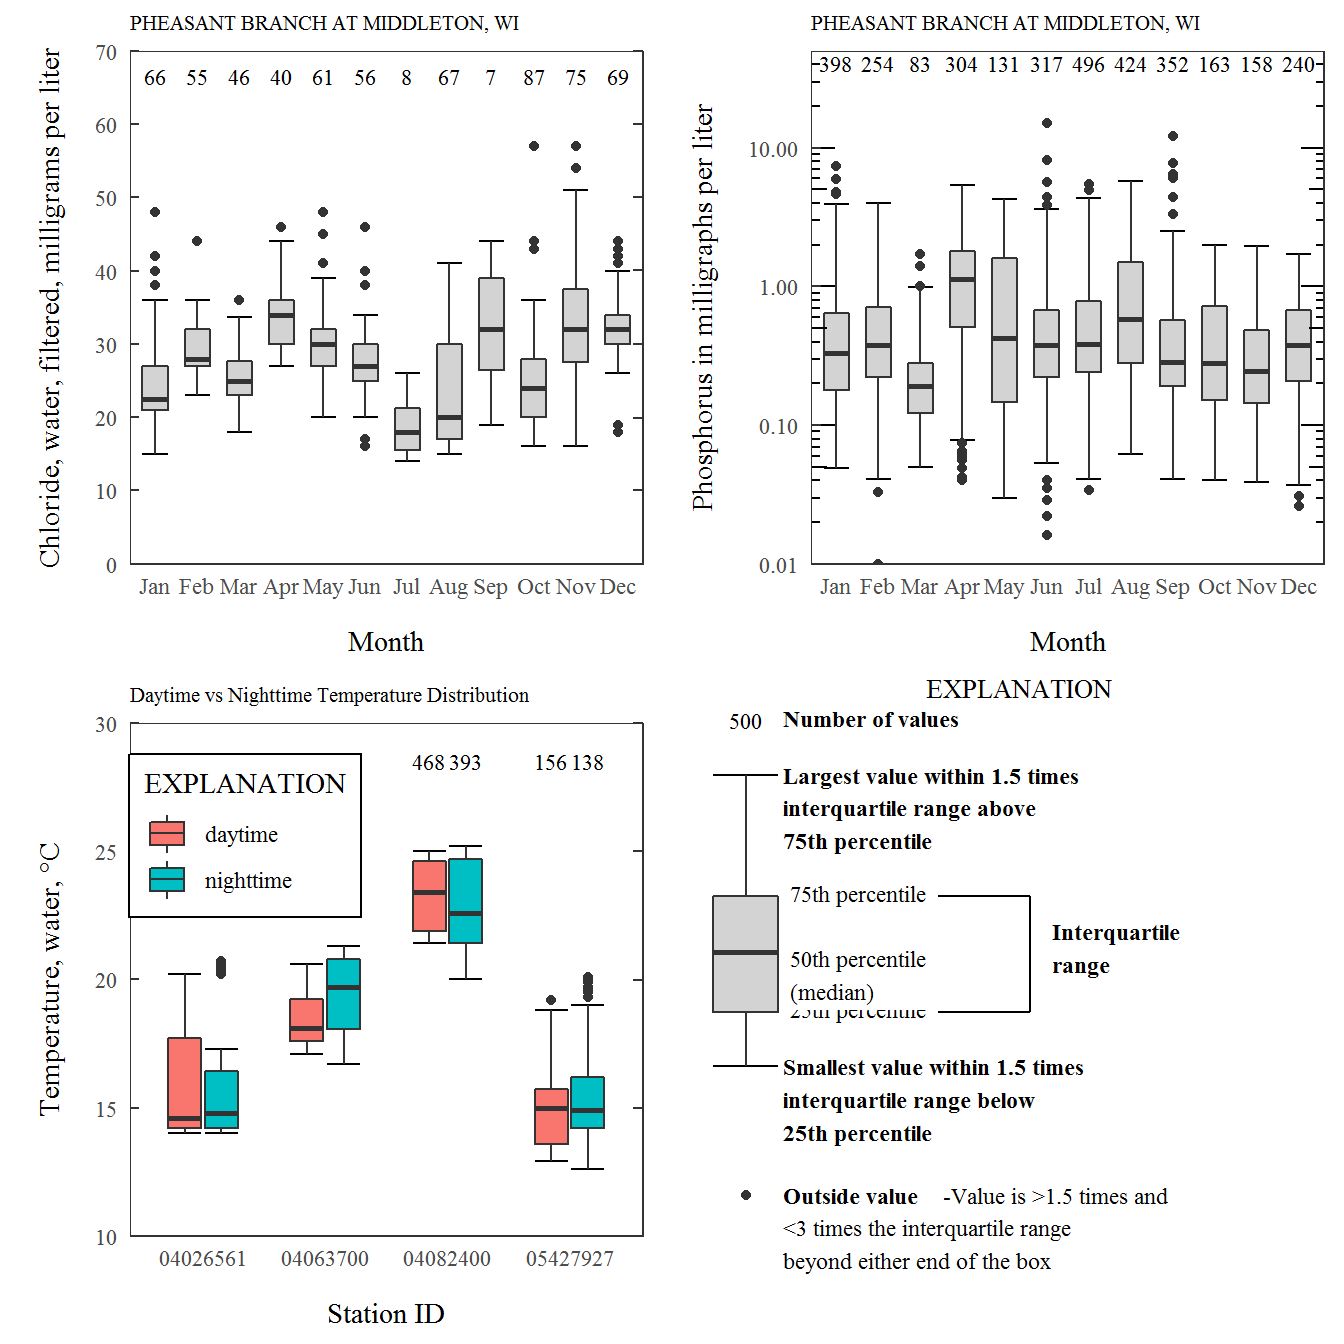 PHEASANT BRANCH AT MIDDLETON, WI
Chloride, water, filtered, milligrams per liter
66 55 46 40 61 56 8 67 7 87 75 69
70
60
50
40
30
20
10
0
Jan Feb Mar Apr May Jun Jul Aug Sep Oct Nov Dec
Month
PHEASANT BRANCH AT MIDDLETON, WI
Phosphorus in milligraphs per liter
398 254 83 304 131 317 496 424 352 163 158 240
10.00
1.00
0.10
0.01
Jan Feb Mar Apr May Jun Jul Aug Sep Oct Nov Dec
Month
Daytime vs Nighttime Temperature Distribution
Temperature, water, °C
30
25
20
15
10
468 393 156 138
EXPLANATION
daytime
nighttime
04026561 04063700 04082400 05427927
Station ID
EXPLANATION
500 Number of values
Largest value within 1.5 times
interquartile range above
75th percentile
75th percentile
50th percentile
(median)
25th percentile
Interquartile
range
Smallest value within 1.5 times
interquartile range below
25th percentile
Outside value -Value is >1.5 times and
<3 times the interquartile range
beyond either end of the box